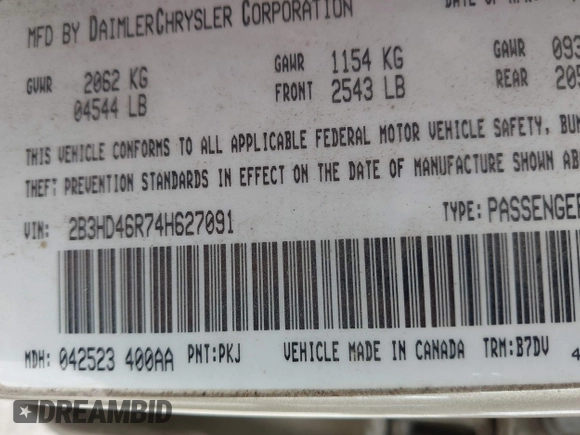 MFD BY DAIMLERCHRYSLER CORPORATION
GVWR 2062 KG
04544 LB
GAWR 1154 KG
FRONT 2543 LB
GAWR
REAR
THIS VEHICLE CONFORMS TO ALL APPLICABLE FEDERAL MOTOR VEHICLE SAFETY,
THEFT PREVENTION STANDARDS IN EFFECT ON THE DATE OF MANUFACTURE SHOWN
VIN: 2B3HD46R74H627091 TYPE: PASSENGER
MDH: 042523 400AA PNT:PKJ VEHICLE MADE IN CANADA TRM:B7DV
DREAMBID